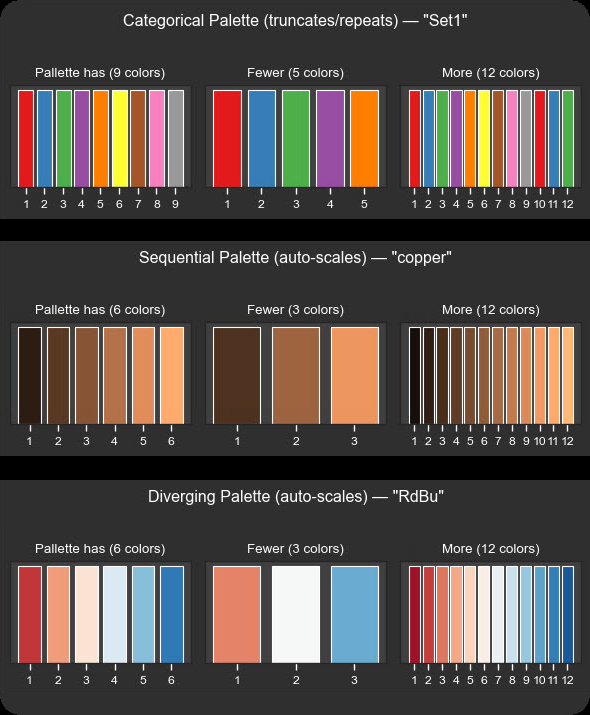 Categorical Palette (truncates/repeats) — "Set1"
Pallette has (9 colors) Fewer (5 colors) More (12 colors)
1 2 3 4 5 6 7 8 9 1 2 3 4 5 1 2 3 4 5 6 7 8 9 10 11 12
Sequential Palette (auto-scales) — "copper"
Pallette has (6 colors) Fewer (3 colors) More (12 colors)
1 2 3 4 5 6 1 2 3 1 2 3 4 5 6 7 8 9 10 11 12
Diverging Palette (auto-scales) — "RdBu"
Pallette has (6 colors) Fewer (3 colors) More (12 colors)
1 2 3 4 5 6 1 2 3 1 2 3 4 5 6 7 8 9 10 11 12